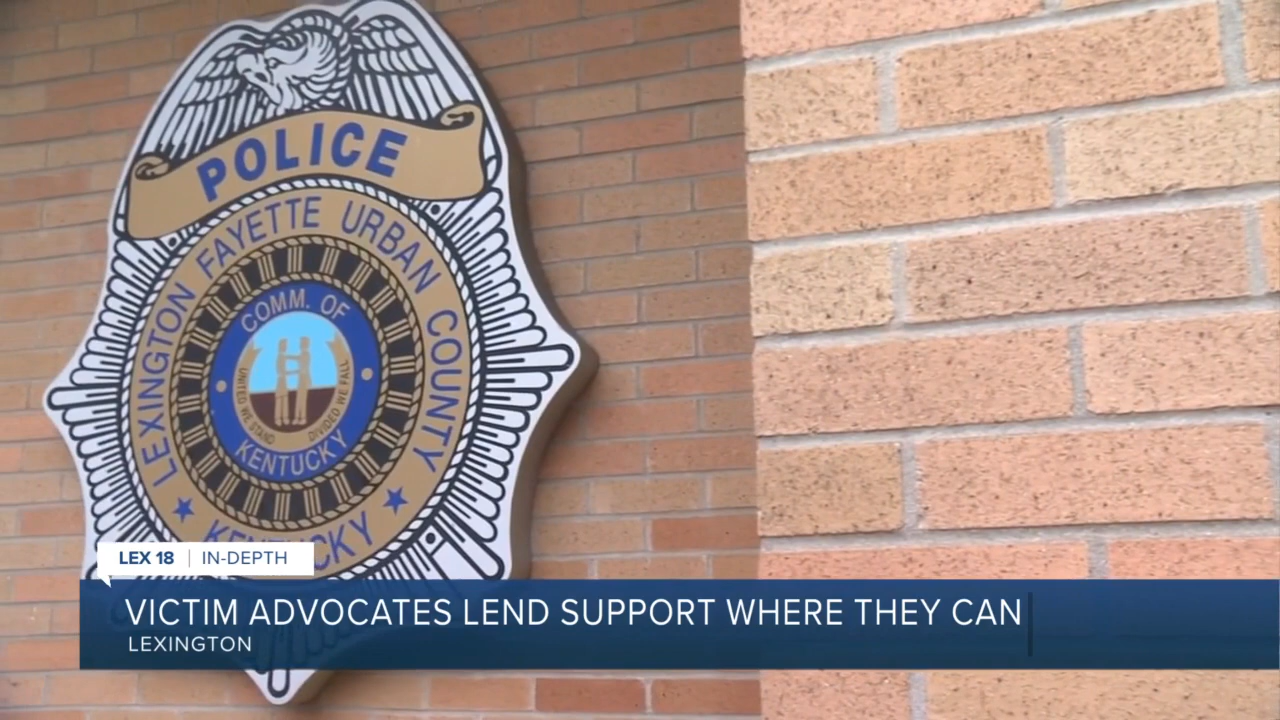 POLICE
LEXINGTON FAYETTE URBAN COUNTY
COMM. OF
UNITED WE STAND
DIVIDED WE FALL
KENTUCKY
KENTUCKY
LEX 18 | IN-DEPTH
VICTIM ADVOCATES LEND SUPPORT WHERE THEY CAN
LEXINGTON